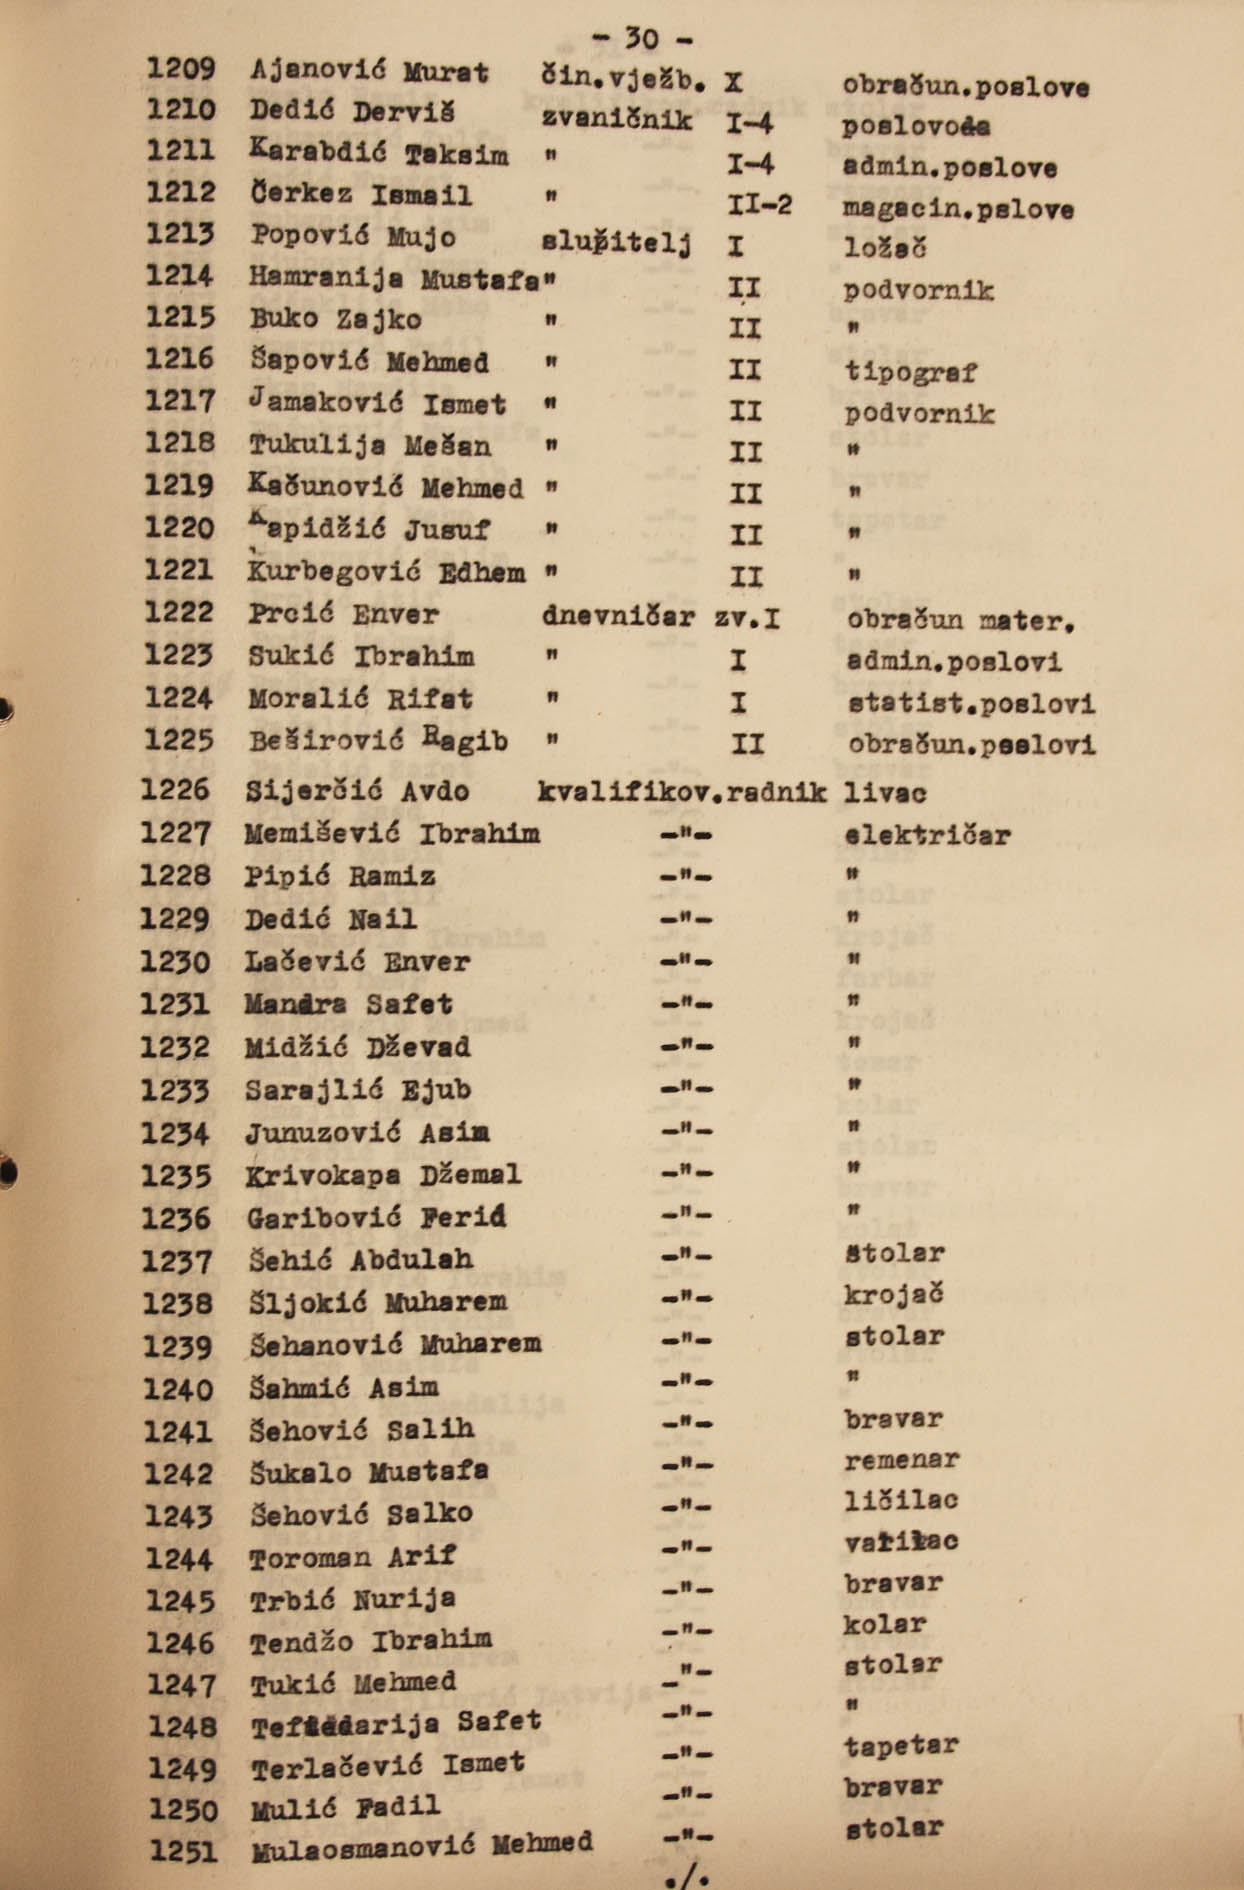 - 30 -
1209 Ajanović Murat čin.vježb. X obračun.poslove
1210 Dedić Derviš zvaničnik I-4 poslovođa
1211 Karabdić Taksim " I-4 admin.poslove
1212 Čerkez Ismail " II-2 magacin.pslove
1213 Popović Mujo služitelj I ložač
1214 Hamranija Mustafa " II podvornik
1215 Buko Zajko " II "
1216 Šapović Mehmed " II tipograf
1217 Jamaković Ismet " II podvornik
1218 Tukulija Mešan " II "
1219 Kačunović Mehmed " II "
1220 Kapidžić Jusuf " II "
1221 Kurbegović Edhem " II "
1222 Prcić Enver dnevničar zv.I obračun mater.
1223 Sukić Ibrahim " I admin.poslovi
1224 Moralić Rifat " I statist.poslovi
1225 Beširović Ragib " II obračun.poslovi
1226 Sijerčić Avdo kvalifikov.radnik livac
1227 Memišević Ibrahim -"- električar
1228 Pipić Ramiz -"- "
1229 Dedić Nail -"- "
1230 Lačević Enver -"- "
1231 Mandra Safet -"- "
1232 Midžić Dževad -"- "
1233 Sarajlić Ejub -"- "
1234 Junuzović Asim -"- "
1235 Krivokapa Džemal -"- "
1236 Garibović Ferid -"- "
1237 Šehić Abdulah -"- stolar
1238 Šljokić Muharem -"- krojač
1239 Šehanović Muharem -"- stolar
1240 Šahmić Asim -"- "
1241 Šehović Salih -"- bravar
1242 Šukalo Mustafa -"- remenar
1243 Šehović Salko -"- ličilac
1244 Toroman Arif -"-
1245 Trbić Nurija -"- bravar
1246 Tendžo Ibrahim -"- kolar
1247 Tukić Mehmed -"- stolar
1248 Safet -"- "
1249 Terlačević Ismet -"- tapetar
1250 Mulić Fadil -"- bravar
1251 Mulaosmanović Mehmed -"- stolar
./.